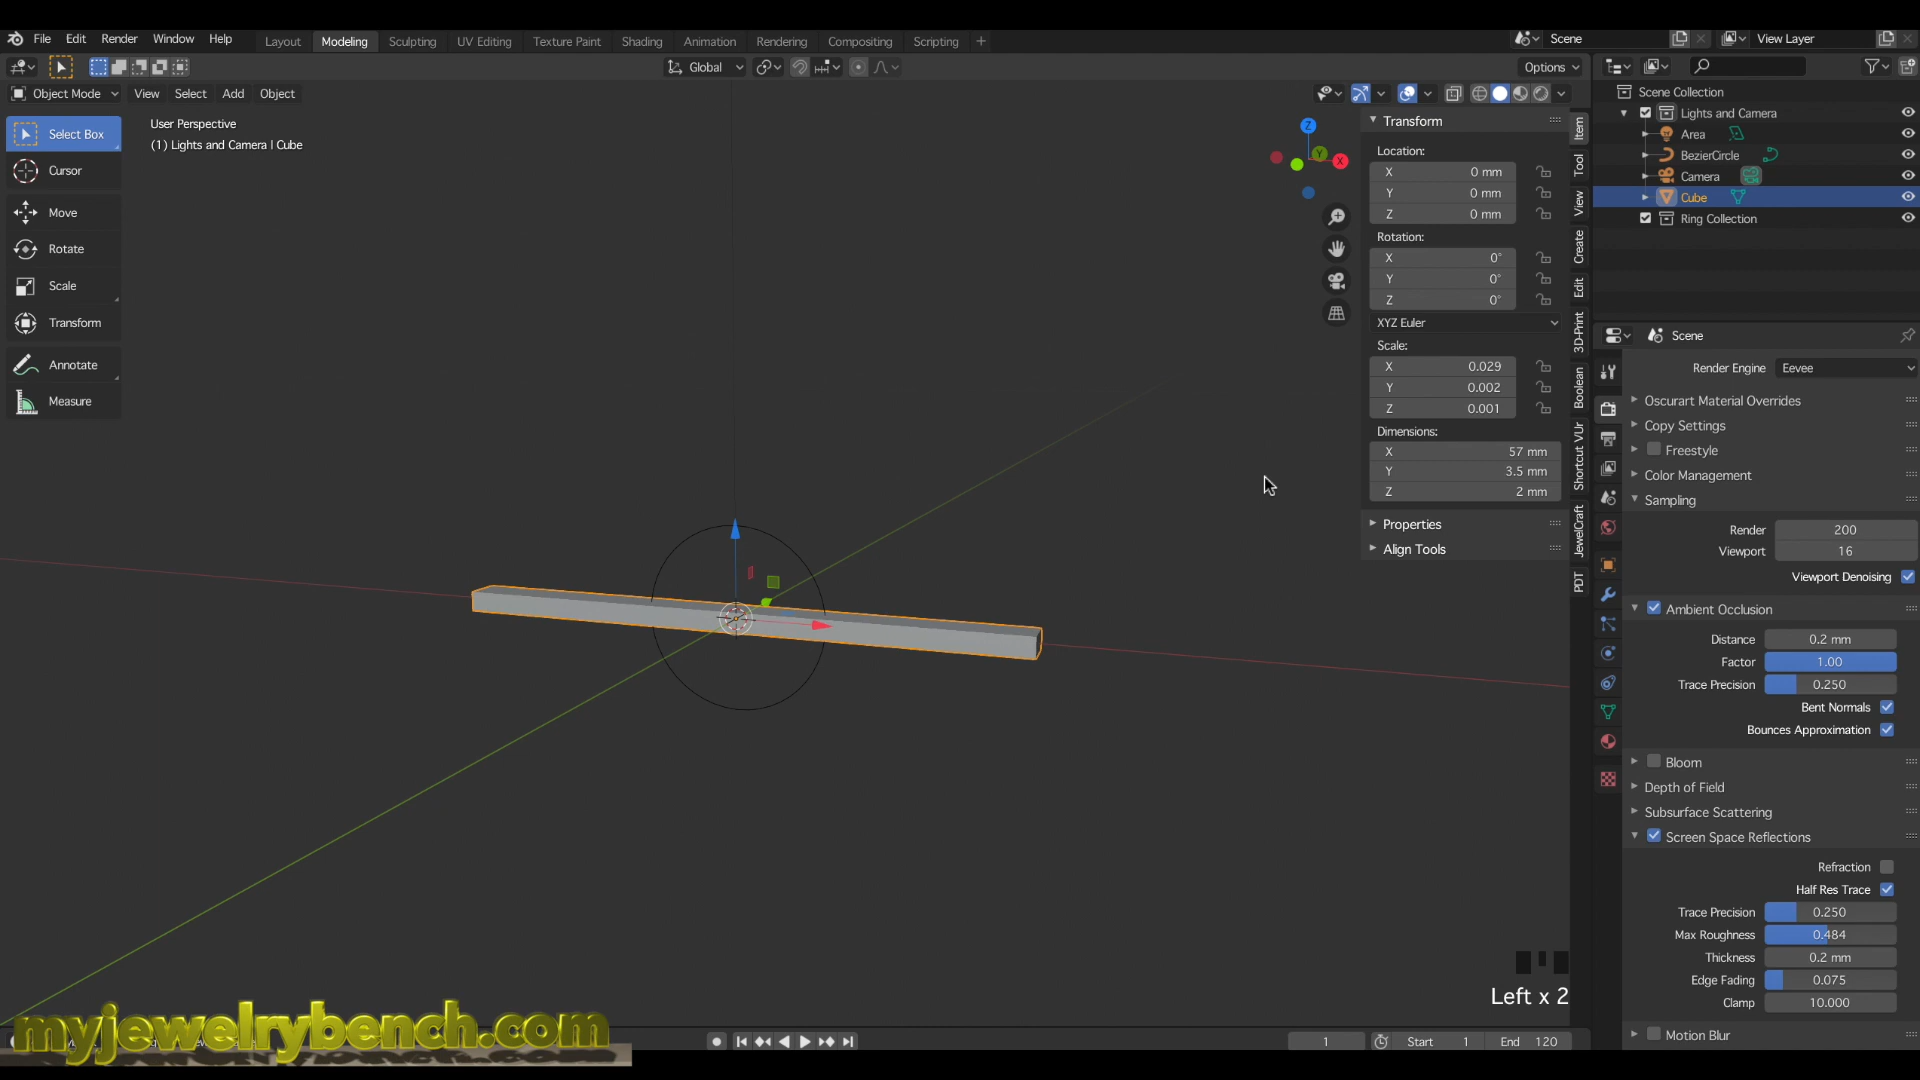 File Edit Render Window Help Layout Modeling Sculpting UV Editing Texture Paint Shading Animation Rendering Compositing Scripting + Scene View Layer
Global Options
Object Mode View Select Add Object
Select Box
Cursor
Move
Rotate
Scale
Transform
Annotate
Measure
User Perspective
(1) Lights and Camera | Cube
Z
Y
X
Transform
Location:
X 0 mm
Y 0 mm
Z 0 mm
Rotation:
X 0°
Y 0°
Z 0°
XYZ Euler
Scale:
X 0.029
Y 0.002
Z 0.001
Dimensions:
X 57 mm
Y 3.5 mm
Z 2 mm
Properties
Align Tools
Item
Tool
View
Create
Edit
3D-Print
Boolean
Shortcut VUr
JewelCraft
PDT
Scene Collection
Lights and Camera
Area
BezierCircle
Camera
Cube
Ring Collection
Scene
Render Engine Eevee
Oscurart Material Overrides
Copy Settings
Freestyle
Color Management
Sampling
Render 200
Viewport 16
Viewport Denoising
Ambient Occlusion
Distance 0.2 mm
Factor 1.00
Trace Precision 0.250
Bent Normals
Bounces Approximation
Bloom
Depth of Field
Subsurface Scattering
Screen Space Reflections
Refraction
Half Res Trace
Trace Precision 0.250
Max Roughness 0.484
Thickness 0.2 mm
Edge Fading 0.075
Clamp 10.000
Motion Blur
Left x 2
myjewelrybench.com
1 Start 1 End 120